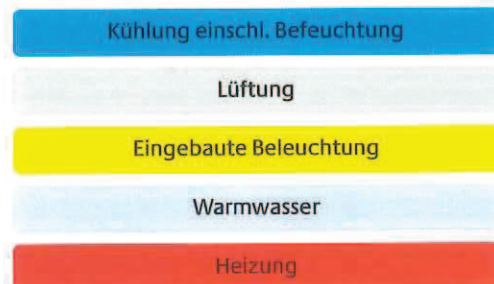 Kühlung einschl. Befeuchtung
Lüftung
Eingebaute Beleuchtung
Warmwasser
Heizung